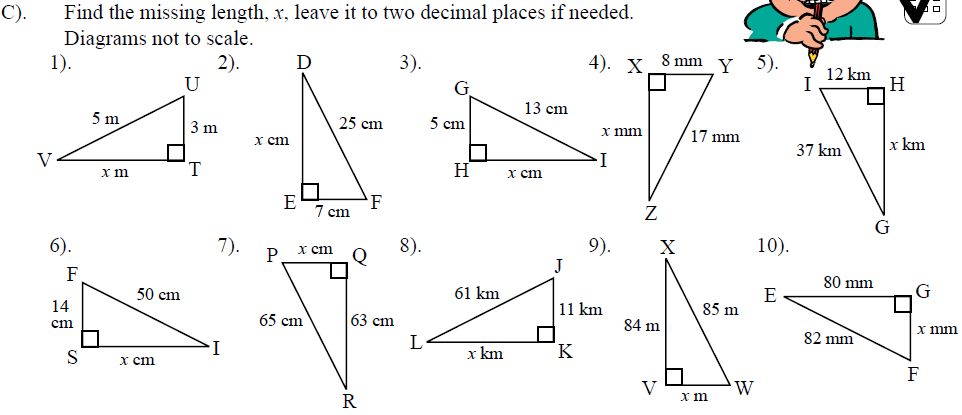 C). Find the missing length, x, leave it to two decimal places if needed.
Diagrams not to scale.
1).
U
5 m
3 m
V
x m
T
2).
D
25 cm
x cm
E
7 cm
F
3).
G
13 cm
5 cm
H
x cm
I
4).
X
8 mm
Y
x mm
17 mm
Z
5).
I
12 km
H
37 km
x km
G
6).
F
14
cm
50 cm
S
x cm
I
7).
P
x cm
Q
65 cm
63 cm
R
8).
J
61 km
11 km
L
x km
K
9).
X
84 m
85 m
V
x m
W
10).
E
80 mm
G
82 mm
x mm
F